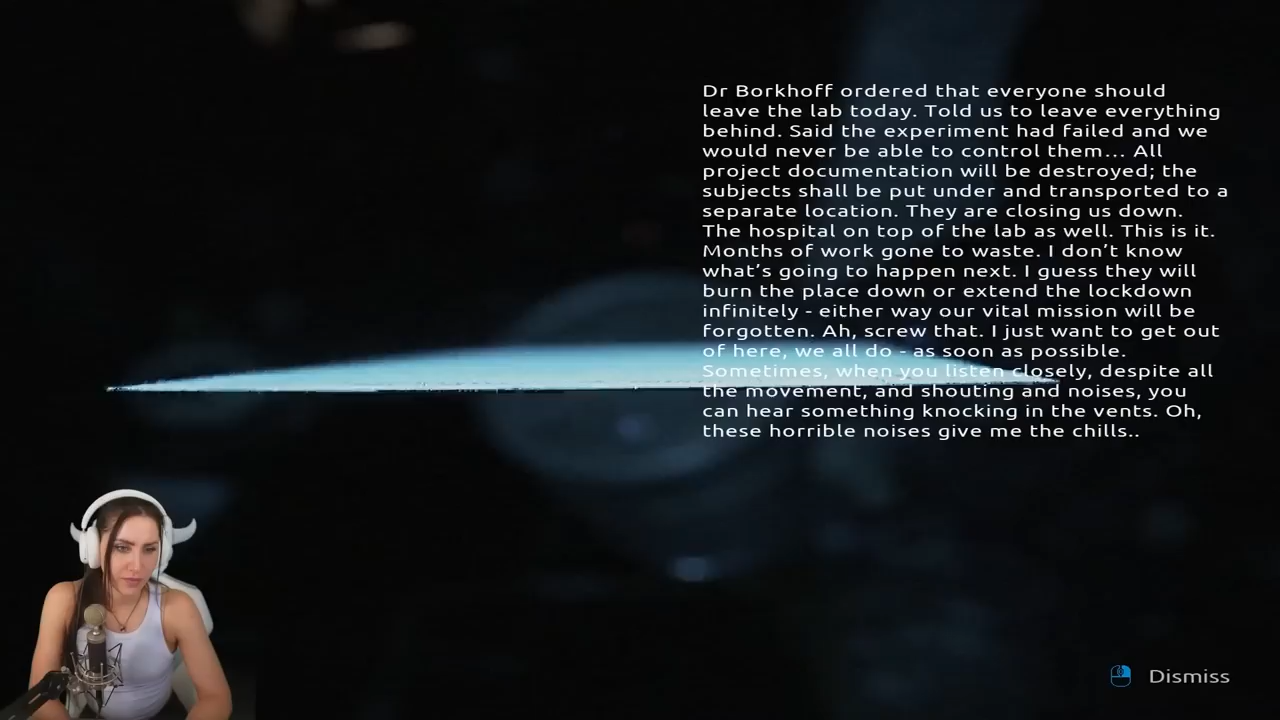 Dr Borkhoff ordered that everyone should
leave the lab today. Told us to leave everything
behind. Said the experiment had failed and we
would never be able to control them... All
project documentation will be destroyed; the
subjects shall be put under and transported to a
separate location. They are closing us down.
The hospital on top of the lab as well. This is it.
Months of work gone to waste. I don't know
what's going to happen next. I guess they will
burn the place down or extend the lockdown
infinitely - either way our vital mission will be
forgotten. Ah, screw that. I just want to get out
of here, we all do - as soon as possible.
Sometimes, when you listen closely, despite all
the movement, and shouting and noises, you
can hear something knocking in the vents. Oh,
these horrible noises give me the chills..
Dismiss